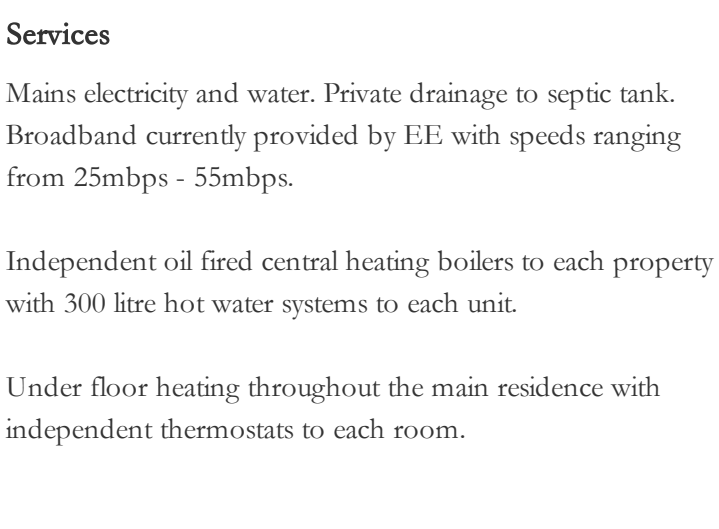 Services
Mains electricity and water. Private drainage to septic tank.
Broadband currently provided by EE with speeds ranging
from 25mbps - 55mbps.
Independent oil fired central heating boilers to each property
with 300 litre hot water systems to each unit.
Under floor heating throughout the main residence with
independent thermostats to each room.